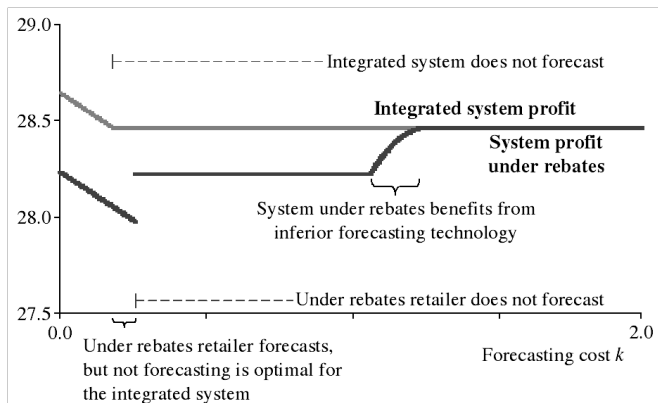 29.0
Integrated system does not forecast
Integrated system profit
28.5
System profit
under rebates
System under rebates benefits from
inferior forecasting technology
28.0
Under rebates retailer does not forecast
27.5
0.0
2.0
Under rebates retailer forecasts,
but not forecasting is optimal for
the integrated system
Forecasting cost k